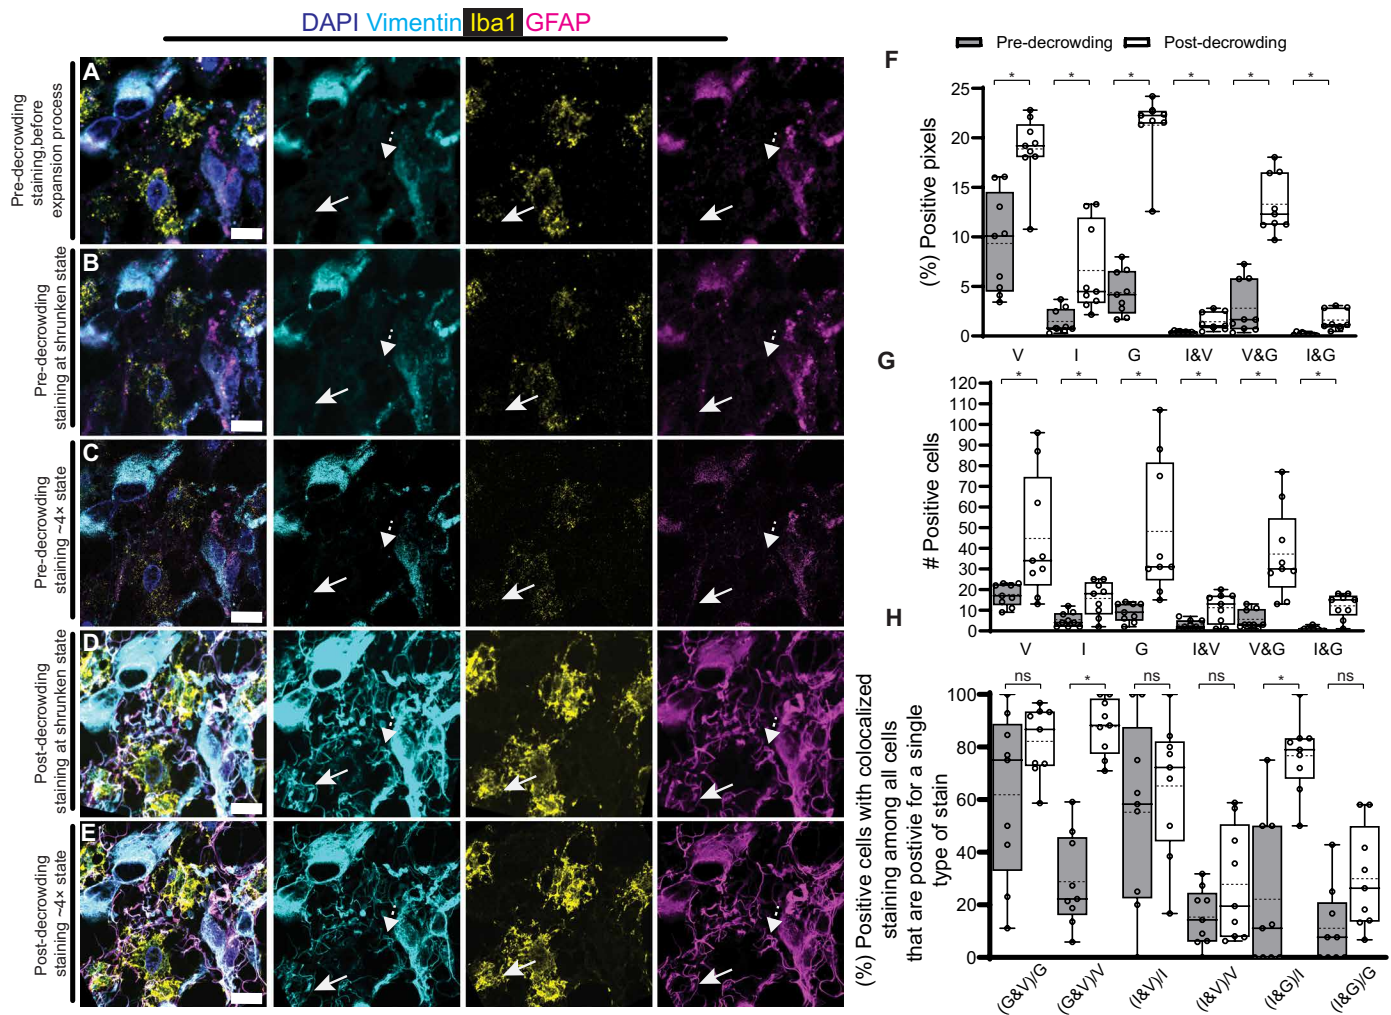 DAPI Vimentin Iba1 GFAP
A
Pre-decrowding
staining,before
expansion process
B
Pre-decrowding
staining at shrunken state
C
Pre-decrowding
staining ~4× state
D
Post-decrowding
staining at shrunken state
E
Post-decrowding
staining ~4× state
Pre-decrowding Post-decrowding
F
* * * * * *
(%) Positive pixels
25
20
15
10
5
0
V I G I&V V&G I&G
G
* * * * * *
# Positive cells
120
110
100
90
80
70
60
50
40
30
20
10
0
V I G I&V V&G I&G
H
ns * ns ns * ns
(%) Positive cells with colocalized
staining among all cells
that are postive for a single
type of stain
100
80
60
40
20
0
(G&V)/G (G&V)/V (I&V)/I (I&V)/V (I&G)/I (I&G)/G